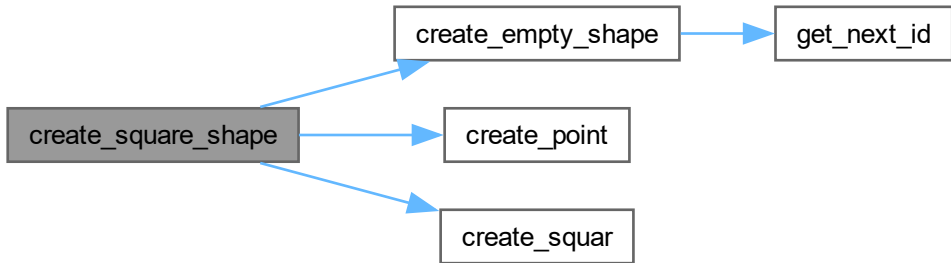 create_empty_shape
get_next_id
create_square_shape
create_point
create_squar